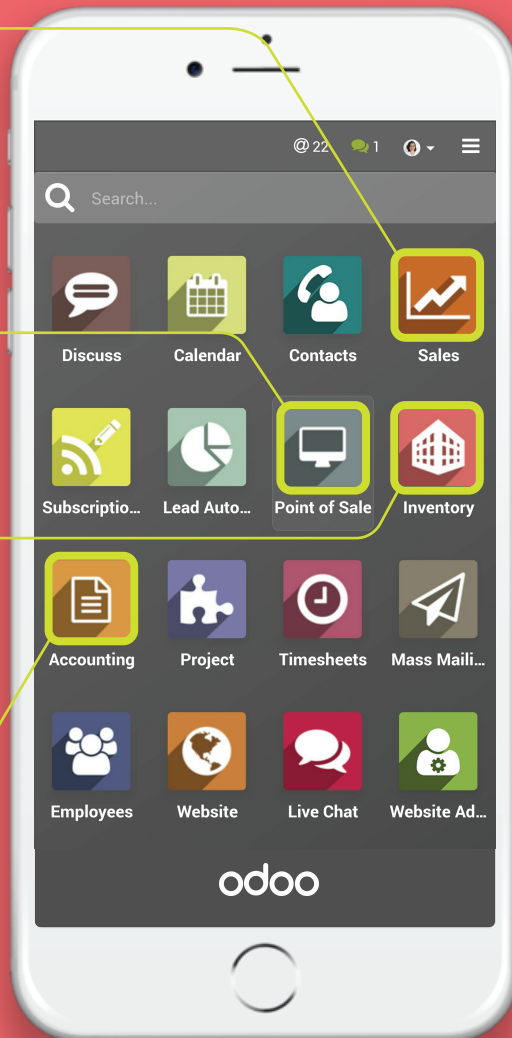 @ 22 1
Search...
Discuss Calendar Contacts Sales
Subscriptio... Lead Auto... Point of Sale Inventory
Accounting Project Timesheets Mass Maili...
Employees Website Live Chat Website Ad...
odoo